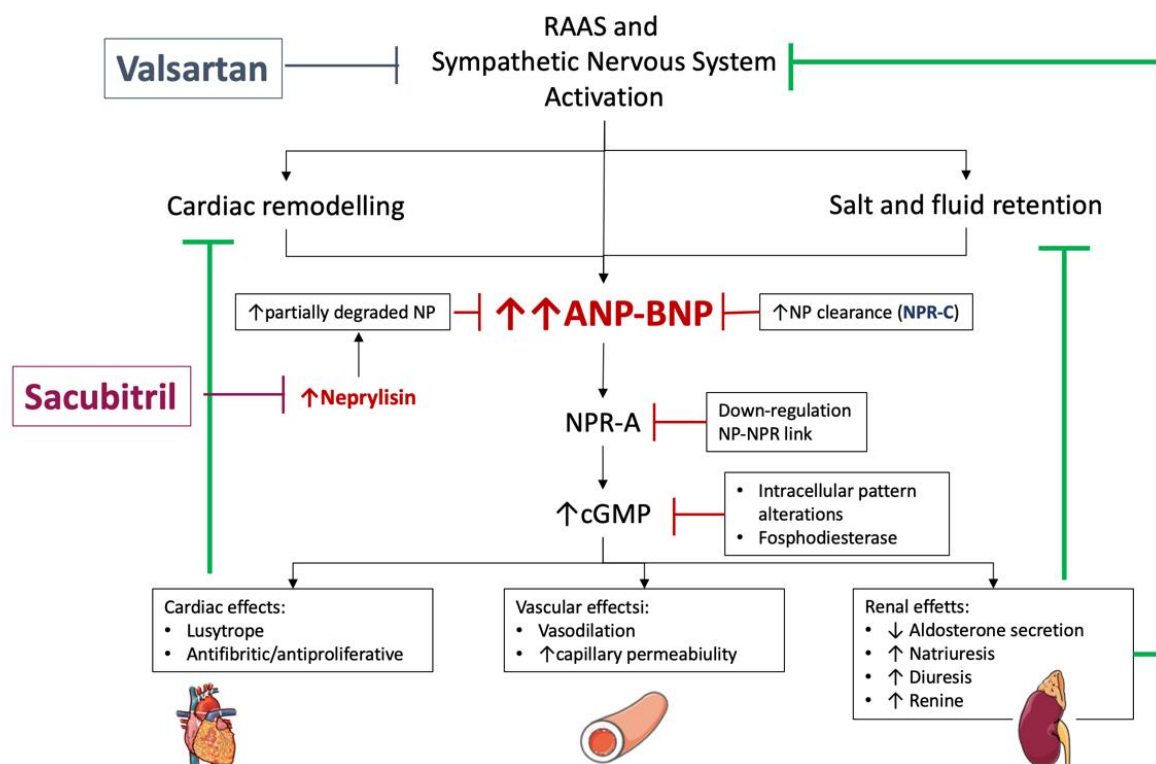 RAAS and
Sympathetic Nervous System
Activation
Valsartan
Cardiac remodelling
Salt and fluid retention
↑partially degraded NP
↑↑ANP-BNP
↑NP clearance (NPR-C)
Sacubitril
↑Neprylisin
NPR-A
Down-regulation
NP-NPR link
↑cGMP
• Intracellular pattern
alterations
• Fosphodiesterase
Cardiac effects:
• Lusytrope
• Antifibritic/antiproliferative
Vascular effectsi:
• Vasodilation
• ↑capillary permeabiulity
Renal effetts:
• ↓ Aldosterone secretion
• ↑ Natriuresis
• ↑ Diuresis
• ↑ Renine